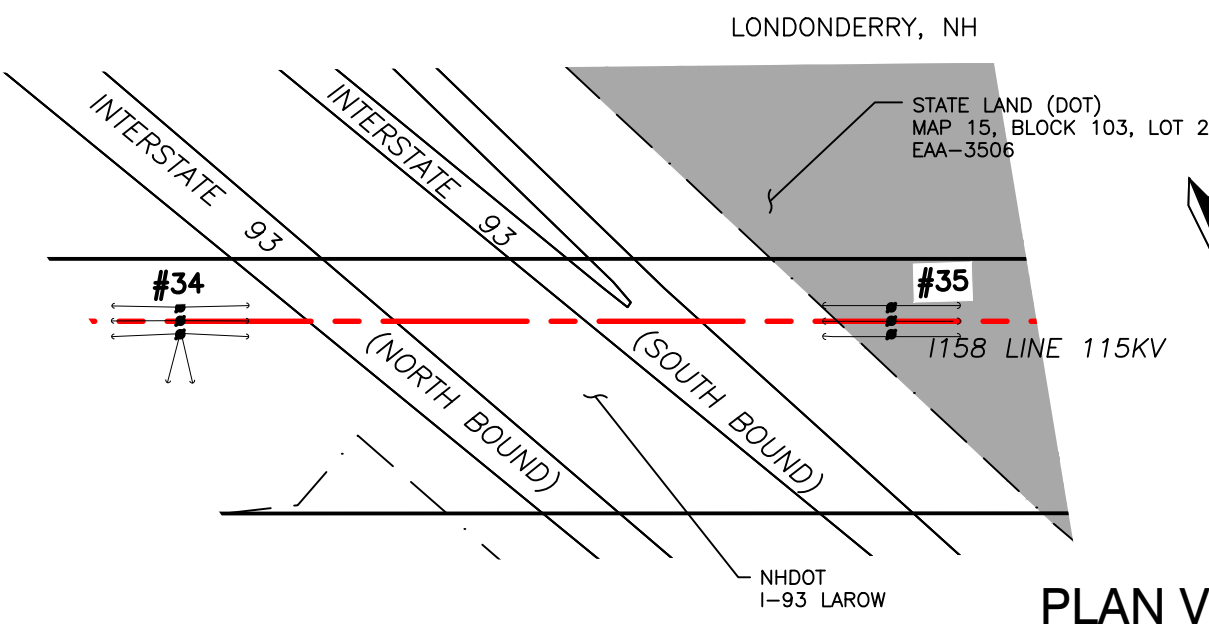 LONDONDERRY, NH
STATE LAND (DOT)
MAP 15, BLOCK 103, LOT 2
EAA-3506
INTERSTATE 93
INTERSTATE 93
#34
#35
I158 LINE 115KV
(NORTH BOUND)
(SOUTH BOUND)
NHDOT
I-93 LAROW
PLAN V